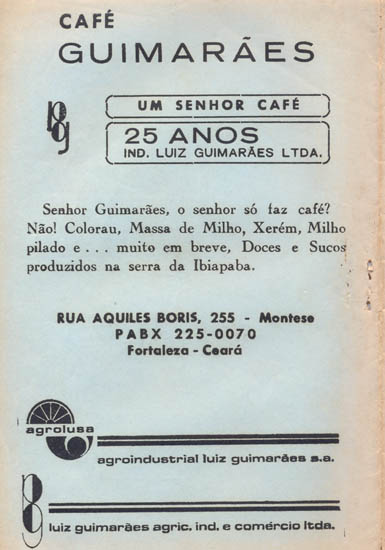 CAFÉ
GUIMARÃES
UM SENHOR CAFÉ
25 ANOS
IND. LUIZ GUIMARÃES LTDA.
Senhor Guimarães, o senhor só faz café?
Não! Colorau, Massa de Milho, Xerém, Milho
pilado e . . . muito em breve, Doces e Sucos
produzidos na serra da Ibiapaba.
RUA AQUILES BORIS, 255 - Montese
PABX 225-0070
Fortaleza - Ceará
agrolusa
agroindustrial luiz guimarães s.a.
luiz guimarães agric. ind. e comércio ltda.